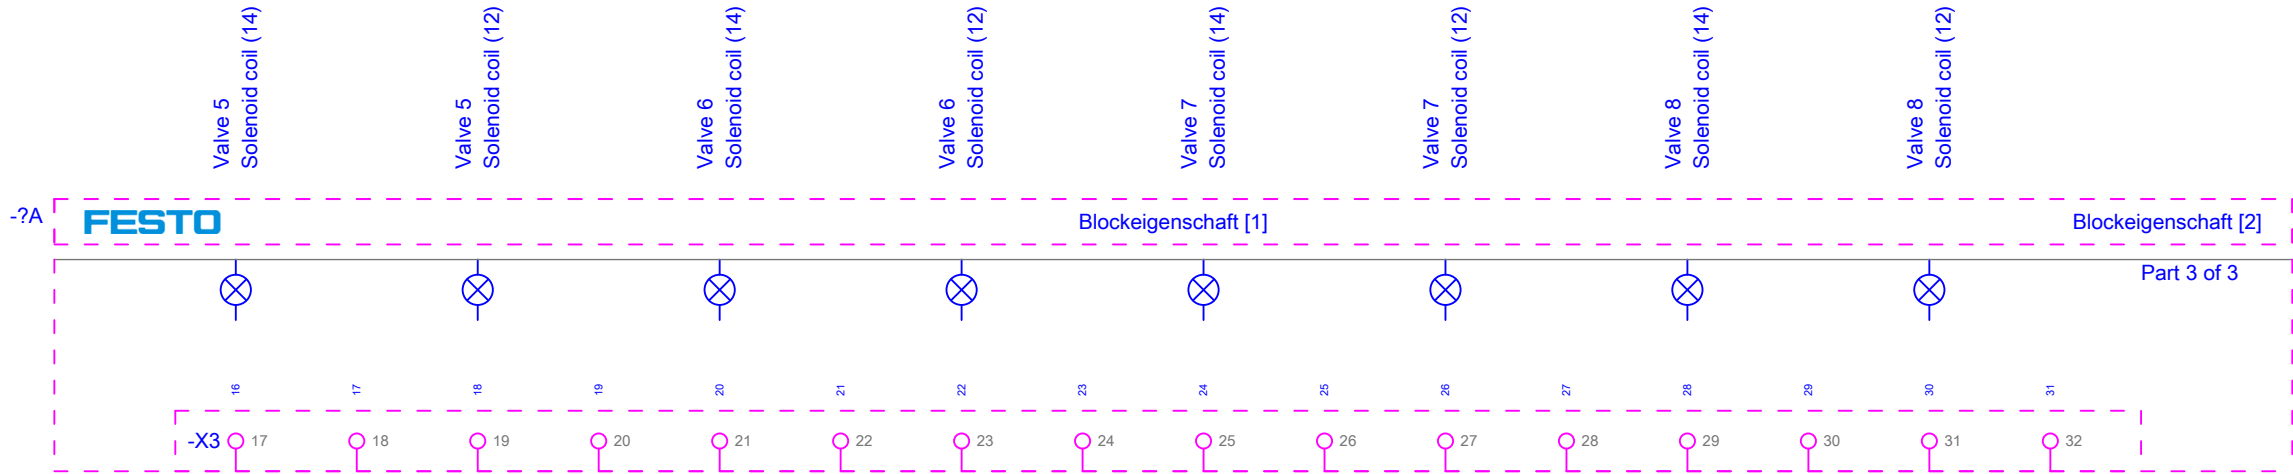 Valve 5
Solenoid coil (14)
Valve 5
Solenoid coil (12)
Valve 6
Solenoid coil (14)
Valve 6
Solenoid coil (12)
Valve 7
Solenoid coil (14)
Valve 7
Solenoid coil (12)
Valve 8
Solenoid coil (14)
Valve 8
Solenoid coil (12)
-?A FESTO Blockeigenschaft [1] Blockeigenschaft [2]
Part 3 of 3
16 17 18 19 20 21 22 23 24 25 26 27 28 29 30 31
-X3 17 18 19 20 21 22 23 24 25 26 27 28 29 30 31 32